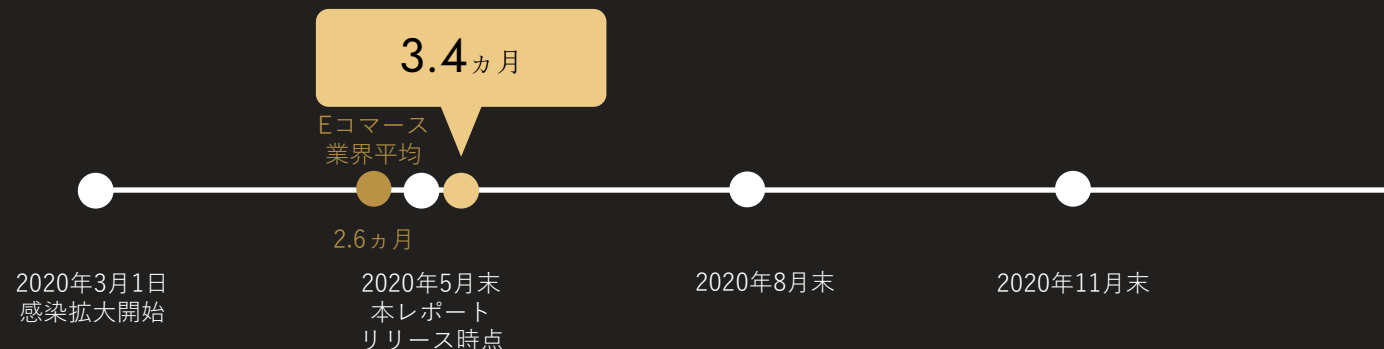 3.4ヵ月
Eコマース
業界平均
2.6ヵ月
2020年3月1日
感染拡大開始
2020年5月末
本レポート
リリース時点
2020年8月末
2020年11月末